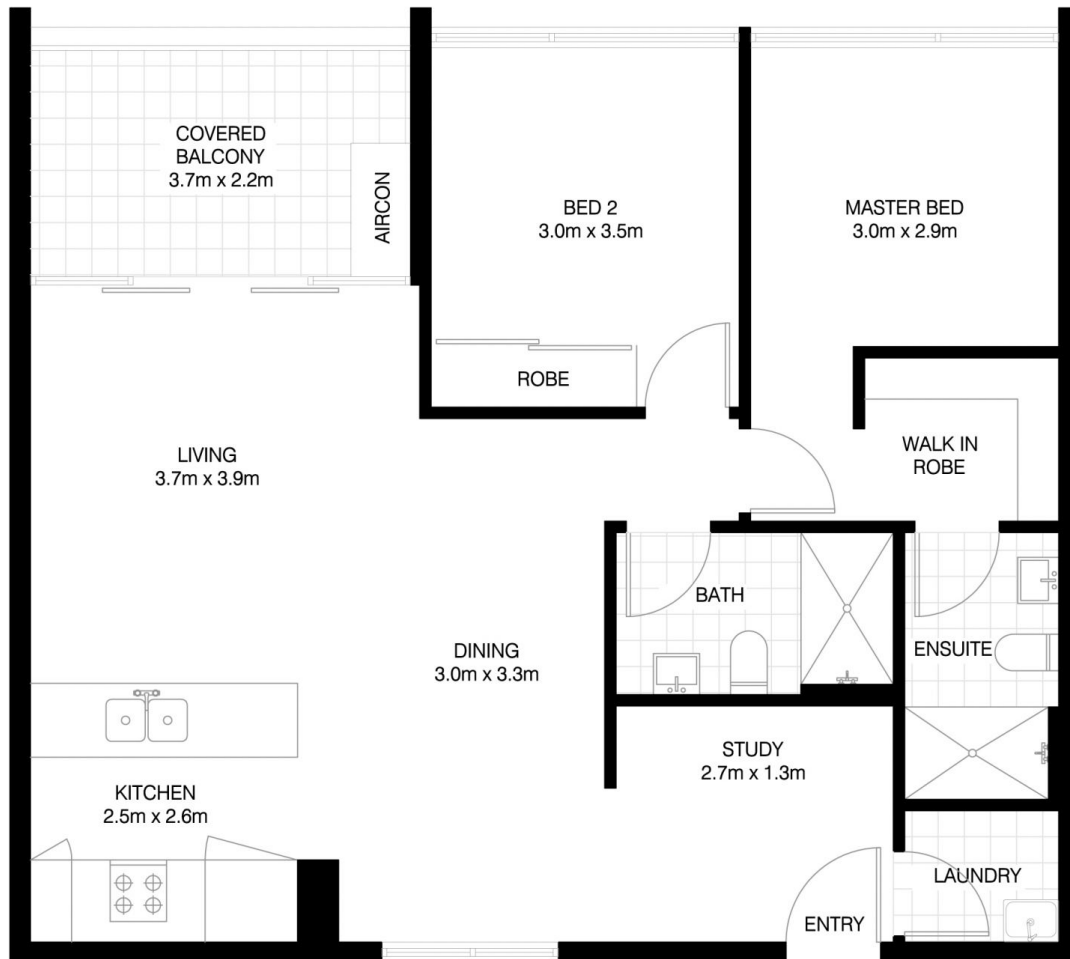 COVERED
BALCONY
3.7m x 2.2m
AIRCON
BED 2
3.0m x 3.5m
MASTER BED
3.0m x 2.9m
ROBE
LIVING
3.7m x 3.9m
WALK IN
ROBE
BATH
DINING
3.0m x 3.3m
ENSUITE
STUDY
2.7m x 1.3m
KITCHEN
2.5m x 2.6m
LAUNDRY
ENTRY